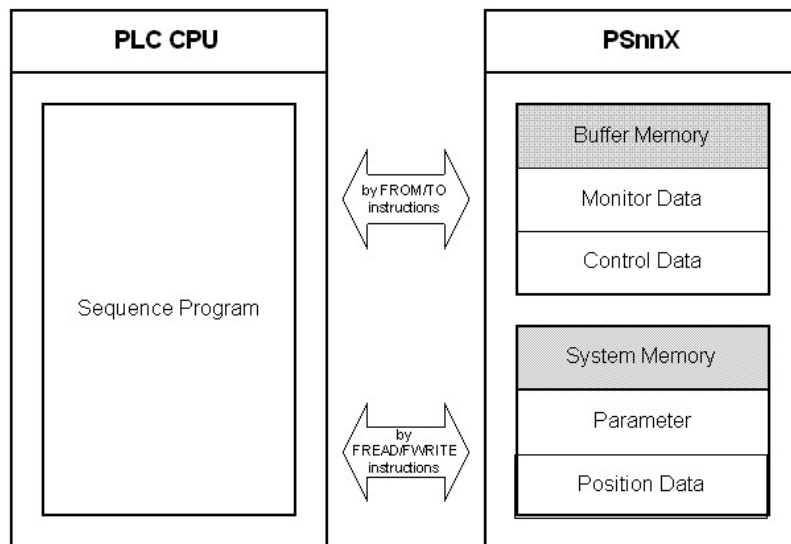 PLC CPU
PSnnX
Sequence Program
by FROM/TO
instructions
Buffer Memory
Monitor Data
Control Data
by
FREAD/FWRITE
instructions
System Memory
Parameter
Position Data